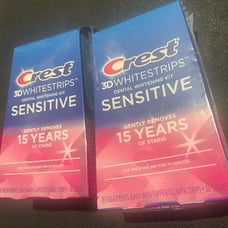 Crest
3DWHITESTRIPS
DENTAL WHITENING KIT
SENSITIVE
GENTLY REMOVES
15 YEARS
OF STAINS
Crest
3DWHITESTRIPS
DENTAL WHITENING KIT
SENSITIVE
GENTLY REMOVES
15 YEARS
OF STAINS